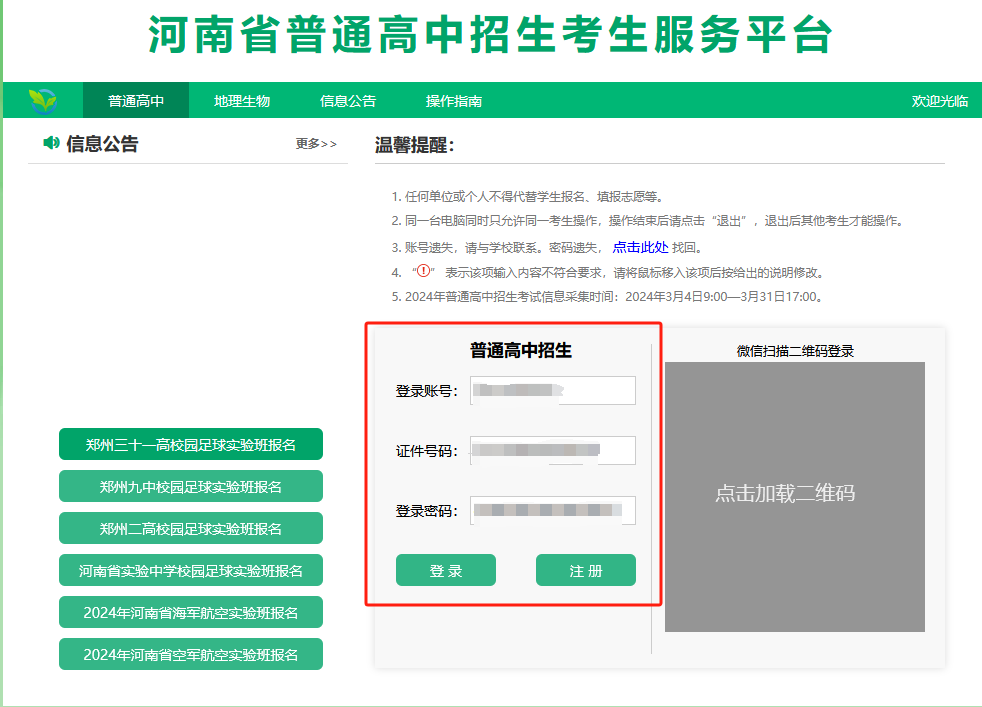 河南省普通高中招生考生服务平台
普通高中 地理生物 信息公告 操作指南 欢迎光临
信息公告 更多>>
温馨提醒：
1. 任何单位或个人不得代替学生报名、填报志愿等。
2. 同一台电脑同时只允许同一考生操作，操作结束后请点击“退出”，退出后其他考生才能操作。
3. 账号遗失，请与学校联系。密码遗失， 点击此处 找回。
4. “!” 表示该项输入内容不符合要求，请将鼠标移入该项后按给出的说明修改。
5. 2024年普通高中招生考试信息采集时间：2024年3月4日9:00—3月31日17:00。
普通高中招生
登录账号：
证件号码：
登录密码：
登 录 注 册
微信扫描二维码登录
点击加载二维码
郑州三十一高校园足球实验班报名
郑州九中校园足球实验班报名
郑州二高校园足球实验班报名
河南省实验中学校园足球实验班报名
2024年河南省海军航空实验班报名
2024年河南省空军航空实验班报名